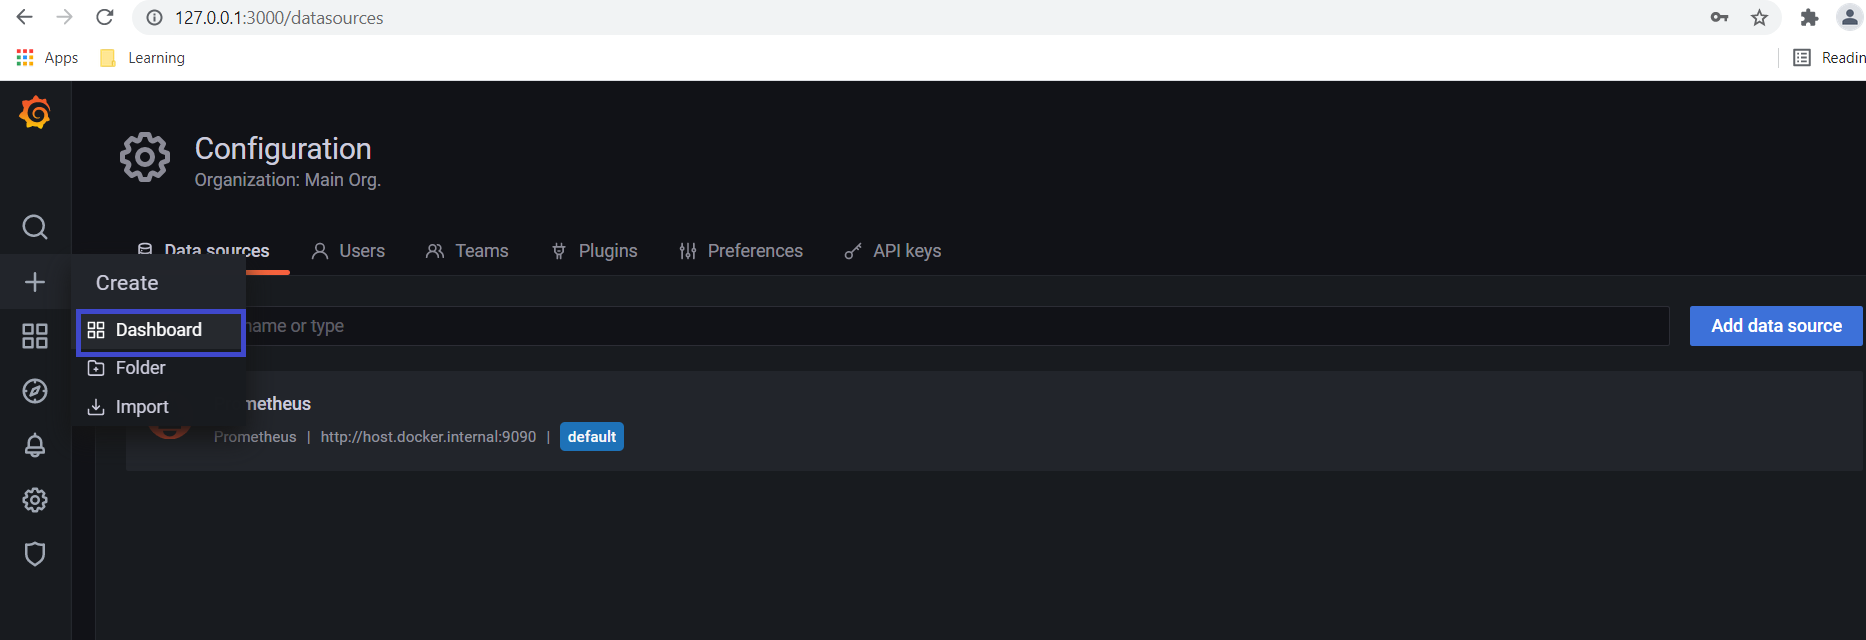 127.0.0.1:3000/datasources
Apps Learning
Readin
Configuration
Organization: Main Org.
Data sources Users Teams Plugins Preferences API keys
Create
Dashboard
Folder
Import
name or type
Add data source
metheus
Prometheus | http://host.docker.internal:9090 | default